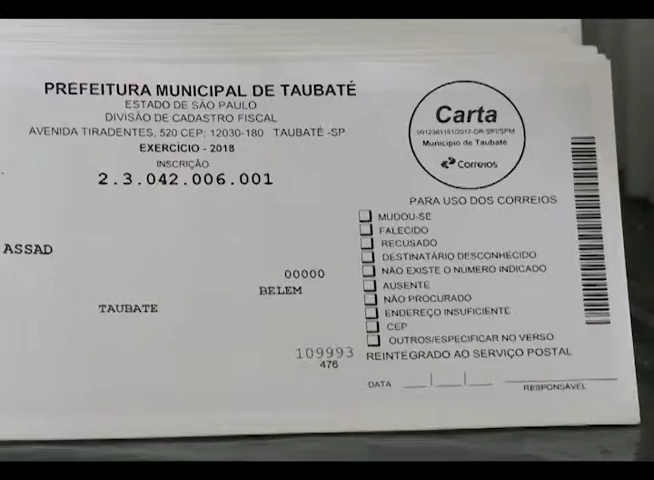 PREFEITURA MUNICIPAL DE TAUBATÉ
ESTADO DE SÃO PAULO
DIVISÃO DE CADASTRO FISCAL
AVENIDA TIRADENTES, 520 CEP: 12030-180 TAUBATÉ -SP
EXERCÍCIO - 2018
INSCRIÇÃO
2.3.042.006.001
ASSAD
00000
BELEM
TAUBATE
109993
476
Carta
Município de Taubaté
CORREIOS
PARA USO DOS CORREIOS
MUDOU-SE
FALECIDO
RECUSADO
DESTINATÁRIO DESCONHECIDO
NÃO EXISTE O NÚMERO INDICADO
AUSENTE
NÃO PROCURADO
ENDEREÇO INSUFICIENTE
CEP
OUTROS/ESPECIFICAR NO VERSO
REINTEGRADO AO SERVIÇO POSTAL
DATA
RESPONSÁVEL